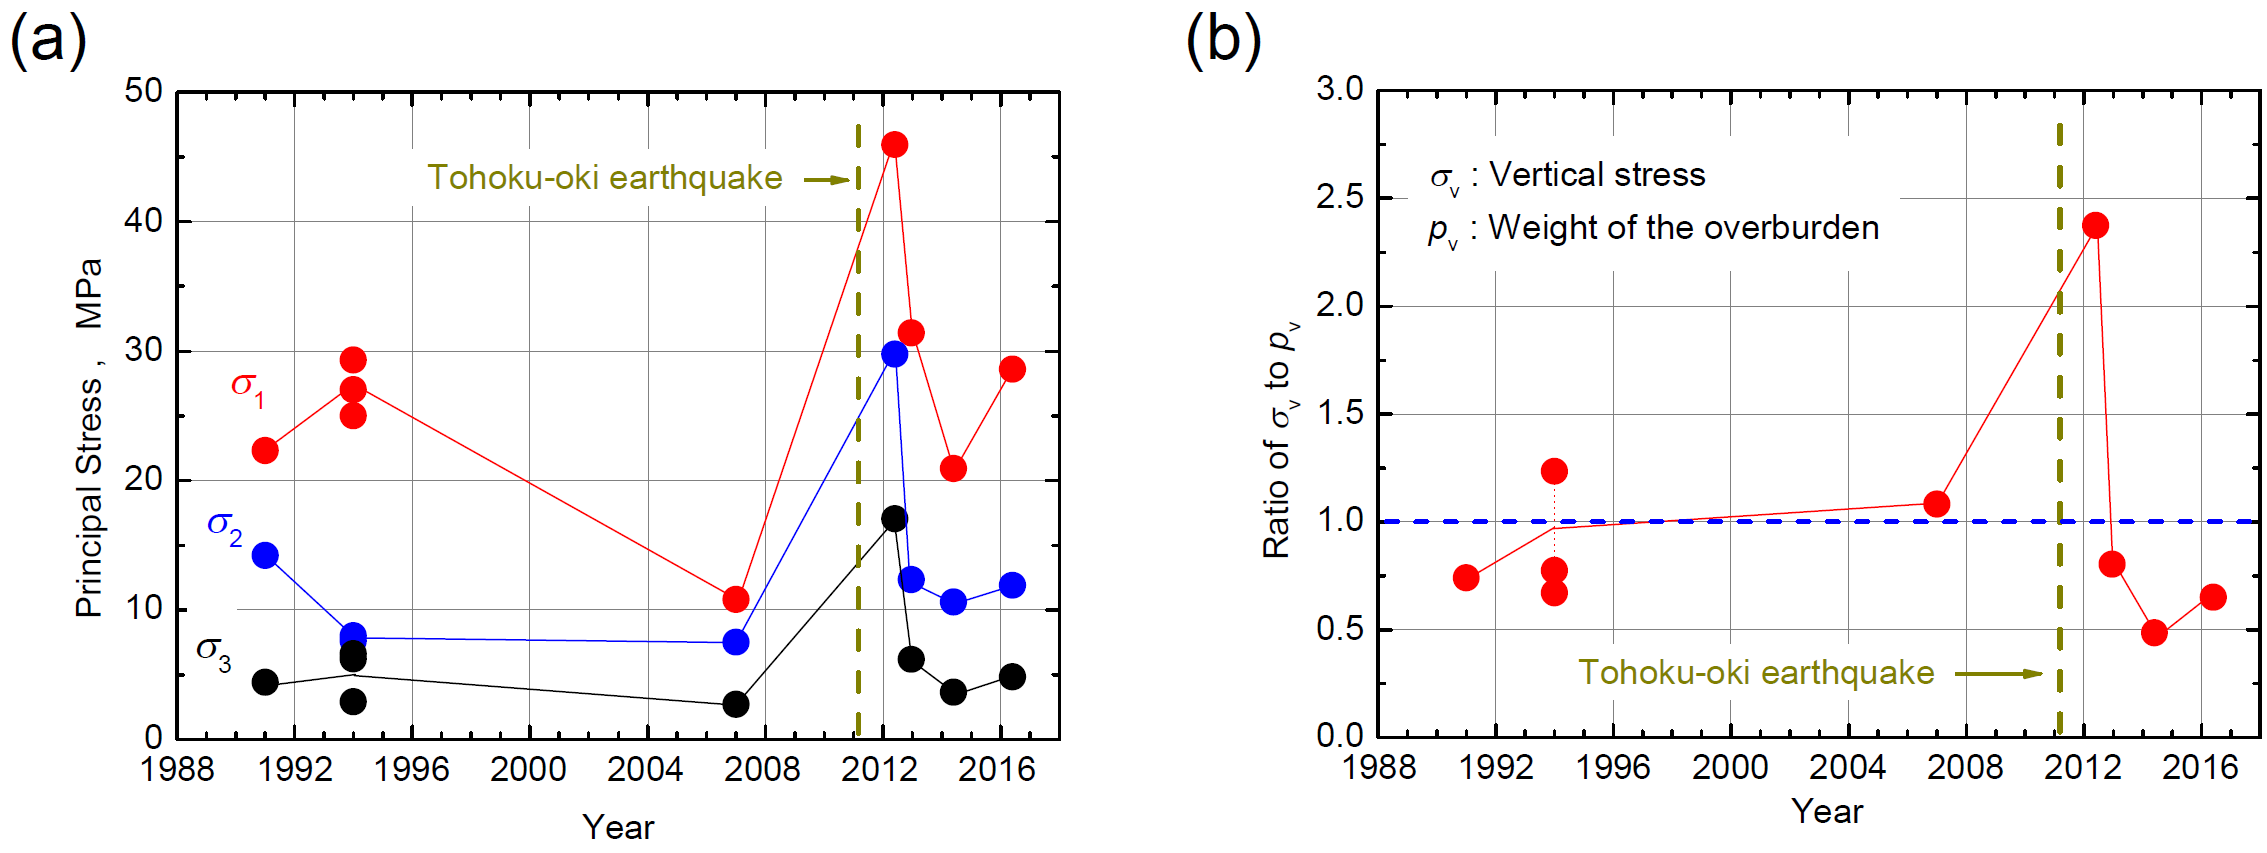 (a)
50
40
30
20
10
0
1988 1992 1996 2000 2004 2008 2012 2016
Year
Principal Stress , MPa
Tohoku-oki earthquake
σ1
σ2
σ3
(b)
3.0
2.5
2.0
1.5
1.0
0.5
0.0
1988 1992 1996 2000 2004 2008 2012 2016
Year
Ratio of σv to pv
σv : Vertical stress
pv : Weight of the overburden
Tohoku-oki earthquake